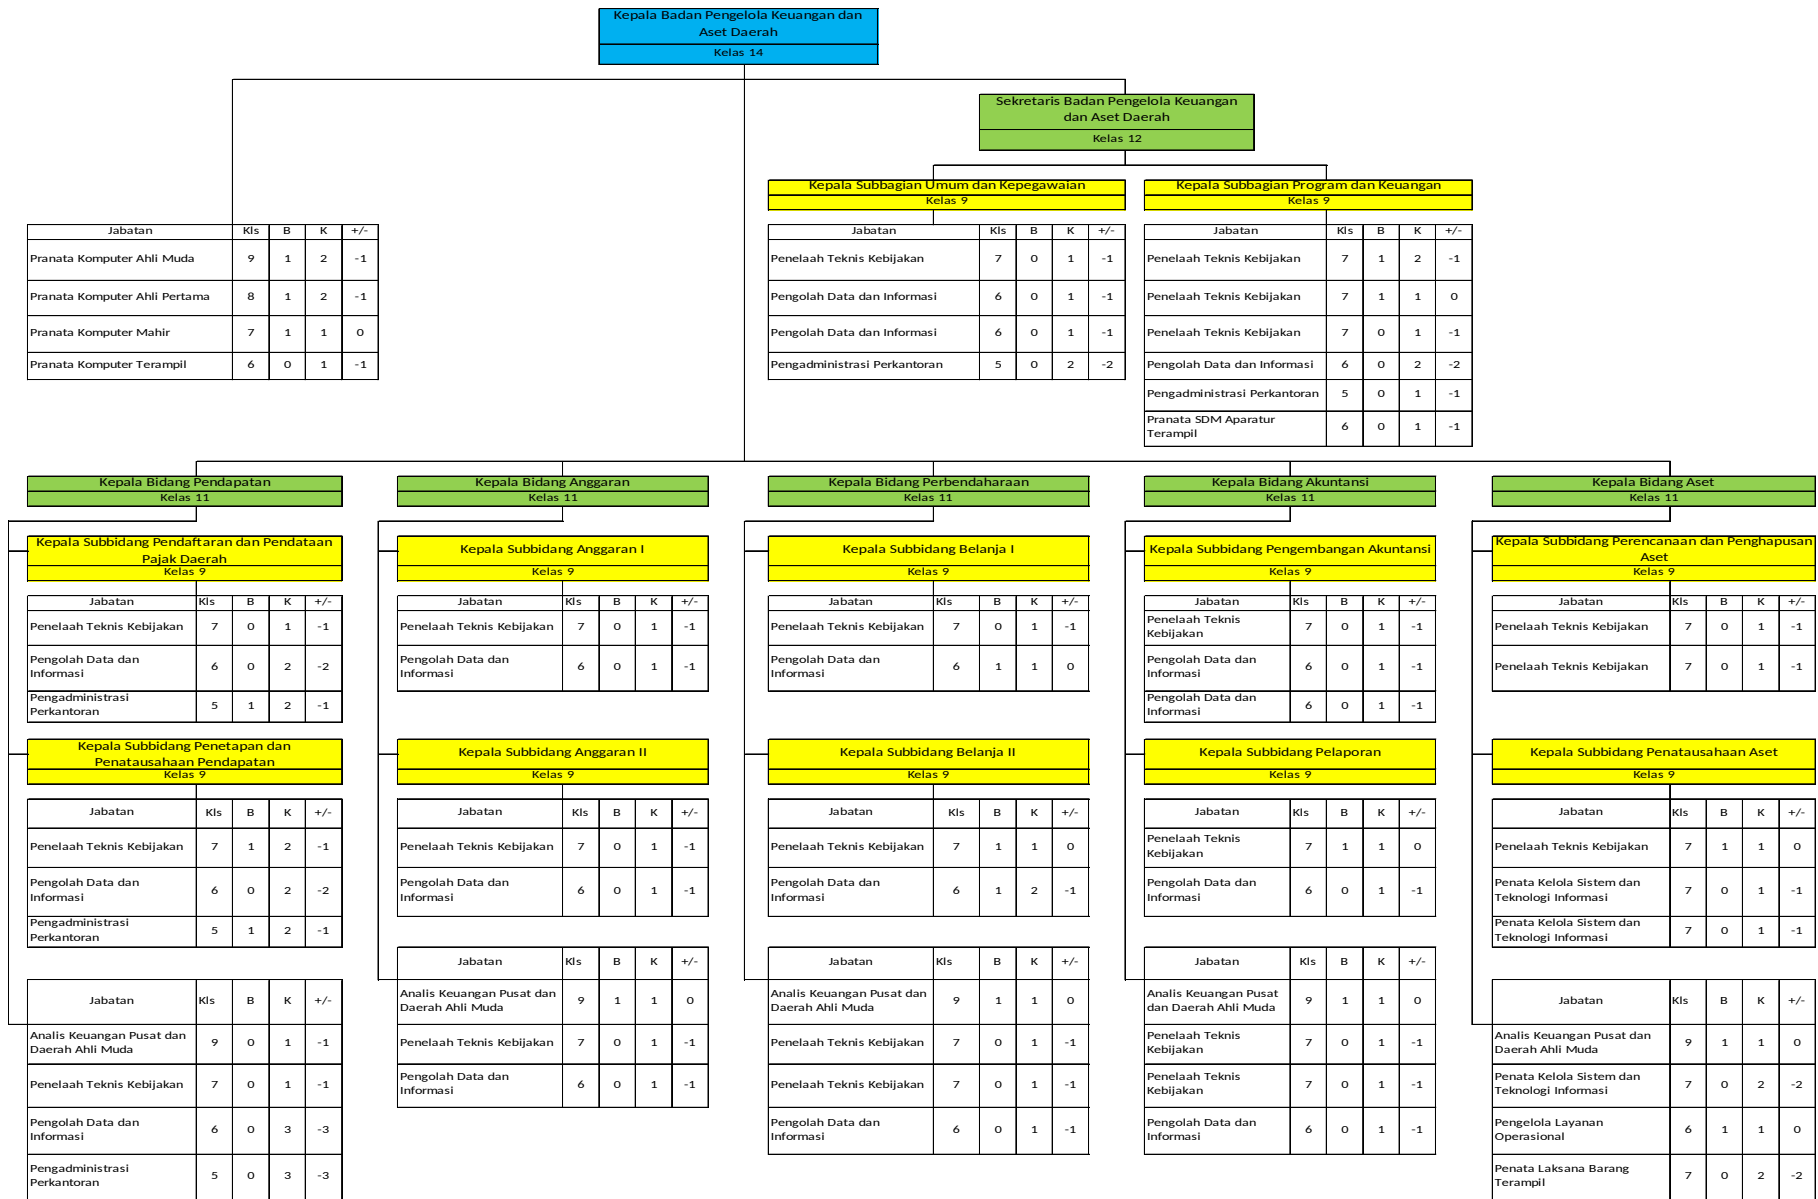 Kepala Badan Pengelola Keuangan dan
Aset Daerah
Kelas 14
Sekretaris Badan Pengelola Keuangan
dan Aset Daerah
Kelas 12
Kepala Subbagian Umum dan Kepegawaian
Kelas 9
Kepala Subbagian Program dan Keuangan
Kelas 9
Jabatan Kls B K +/-
Pranata Komputer Ahli Muda 9 1 2 -1
Pranata Komputer Ahli Pertama 8 1 2 -1
Pranata Komputer Mahir 7 1 1 0
Pranata Komputer Terampil 6 0 1 -1
Jabatan Kls B K +/-
Penelaah Teknis Kebijakan 7 0 1 -1
Pengolah Data dan Informasi 6 0 1 -1
Pengolah Data dan Informasi 6 0 1 -1
Pengadministrasi Perkantoran 5 0 2 -2
Jabatan Kls B K +/-
Penelaah Teknis Kebijakan 7 1 2 -1
Penelaah Teknis Kebijakan 7 1 1 0
Penelaah Teknis Kebijakan 7 0 1 -1
Pengolah Data dan Informasi 6 0 2 -2
Pengadministrasi Perkantoran 5 0 1 -1
Pranata SDM Aparatur
Terampil 6 0 1 -1
Kepala Bidang Pendapatan
Kelas 11
Kepala Subbidang Pendaftaran dan Pendataan
Pajak Daerah
Kelas 9
Jabatan Kls B K +/-
Penelaah Teknis Kebijakan 7 0 1 -1
Pengolah Data dan
Informasi 6 0 2 -2
Pengadministrasi
Perkantoran 5 1 2 -1
Kepala Subbidang Penetapan dan
Penatausahaan Pendapatan
Kelas 9
Jabatan Kls B K +/-
Penelaah Teknis Kebijakan 7 1 2 -1
Pengolah Data dan
Informasi 6 0 2 -2
Pengadministrasi
Perkantoran 5 1 2 -1
Jabatan Kls B K +/-
Analis Keuangan Pusat dan
Daerah Ahli Muda 9 0 1 -1
Penelaah Teknis Kebijakan 7 0 1 -1
Pengolah Data dan
Informasi 6 0 3 -3
Pengadministrasi
Perkantoran 5 0 3 -3
Kepala Bidang Anggaran
Kelas 11
Kepala Subbidang Anggaran I
Kelas 9
Jabatan Kls B K +/-
Penelaah Teknis Kebijakan 7 0 1 -1
Pengolah Data dan
Informasi 6 0 1 -1
Kepala Subbidang Anggaran II
Kelas 9
Jabatan Kls B K +/-
Penelaah Teknis Kebijakan 7 0 1 -1
Pengolah Data dan
Informasi 6 0 1 -1
Jabatan Kls B K +/-
Analis Keuangan Pusat dan
Daerah Ahli Muda 9 1 1 0
Penelaah Teknis Kebijakan 7 0 1 -1
Pengolah Data dan
Informasi 6 0 1 -1
Kepala Bidang Perbendaharaan
Kelas 11
Kepala Subbidang Belanja I
Kelas 9
Jabatan Kls B K +/-
Penelaah Teknis Kebijakan 7 0 1 -1
Pengolah Data dan
Informasi 6 1 1 0
Kepala Subbidang Belanja II
Kelas 9
Jabatan Kls B K +/-
Penelaah Teknis Kebijakan 7 1 1 0
Pengolah Data dan
Informasi 6 1 2 -1
Jabatan Kls B K +/-
Analis Keuangan Pusat dan
Daerah Ahli Muda 9 1 1 0
Penelaah Teknis Kebijakan 7 0 1 -1
Penelaah Teknis Kebijakan 7 0 1 -1
Pengolah Data dan
Informasi 6 0 1 -1
Kepala Bidang Akuntansi
Kelas 11
Kepala Subbidang Pengembangan Akuntansi
Kelas 9
Jabatan Kls B K +/-
Penelaah Teknis
Kebijakan 7 0 1 -1
Pengolah Data dan
Informasi 6 0 1 -1
Pengolah Data dan
Informasi 6 0 1 -1
Kepala Subbidang Pelaporan
Kelas 9
Jabatan Kls B K +/-
Penelaah Teknis
Kebijakan 7 1 1 0
Pengolah Data dan
Informasi 6 0 1 -1
Jabatan Kls B K +/-
Analis Keuangan Pusat
dan Daerah Ahli Muda 9 1 1 0
Penelaah Teknis
Kebijakan 7 0 1 -1
Penelaah Teknis
Kebijakan 7 0 1 -1
Pengolah Data dan
Informasi 6 0 1 -1
Kepala Bidang Aset
Kelas 11
Kepala Subbidang Perencanaan dan Penghapusan
Aset
Kelas 9
Jabatan Kls B K +/-
Penelaah Teknis Kebijakan 7 0 1 -1
Penelaah Teknis Kebijakan 7 0 1 -1
Kepala Subbidang Penatausahaan Aset
Kelas 9
Jabatan Kls B K +/-
Penelaah Teknis Kebijakan 7 1 1 0
Penata Kelola Sistem dan
Teknologi Informasi 7 0 1 -1
Penata Kelola Sistem dan
Teknologi Informasi 7 0 1 -1
Jabatan Kls B K +/-
Analis Keuangan Pusat dan
Daerah Ahli Muda 9 1 1 0
Penata Kelola Sistem dan
Teknologi Informasi 7 0 2 -2
Pengelola Layanan
Operasional 6 1 1 0
Penata Laksana Barang
Terampil 7 0 2 -2